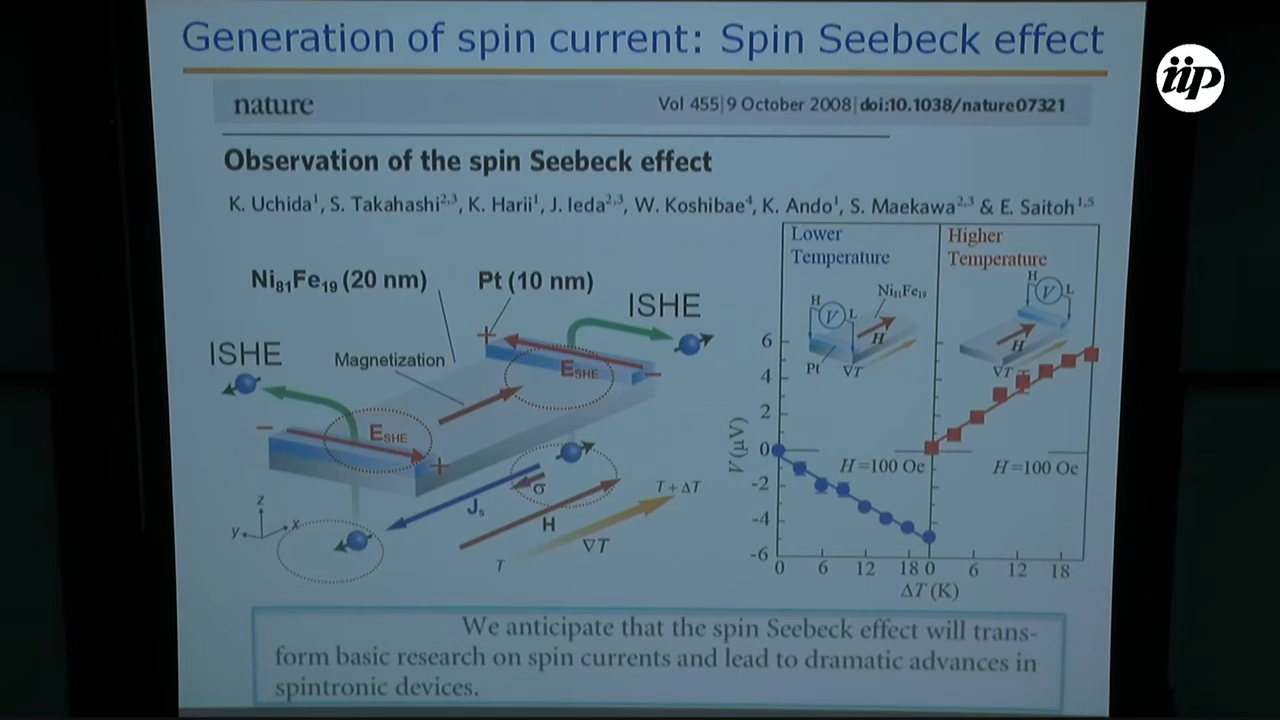 Generation of spin current: Spin Seebeck effect
iip
nature
Vol 455|9 October 2008|doi:10.1038/nature07321
Observation of the spin Seebeck effect
K. Uchida¹, S. Takahashi²,³, K. Harii¹, J. Ieda²,³, W. Koshibae⁴, K. Ando¹, S. Maekawa²,³ & E. Saitoh¹,⁵
Ni₈₁Fe₁₉ (20 nm)
Pt (10 nm)
ISHE
ISHE
Magnetization
+
E_SHE
−
−
E_SHE
+
z
y
x
Jₛ
σ
H
T+ΔT
∇T
T
Lower
Temperature
Higher
Temperature
H
V
L
Ni₈₁Fe₁₉
H
Pt
∇T
H
V
L
H
∇T
V (μV)
6
4
2
0
-2
-4
-6
H=100 Oe
H=100 Oe
0 6 12 18 0 6 12 18
ΔT (K)
We anticipate that the spin Seebeck effect will trans-
form basic research on spin currents and lead to dramatic advances in
spintronic devices.